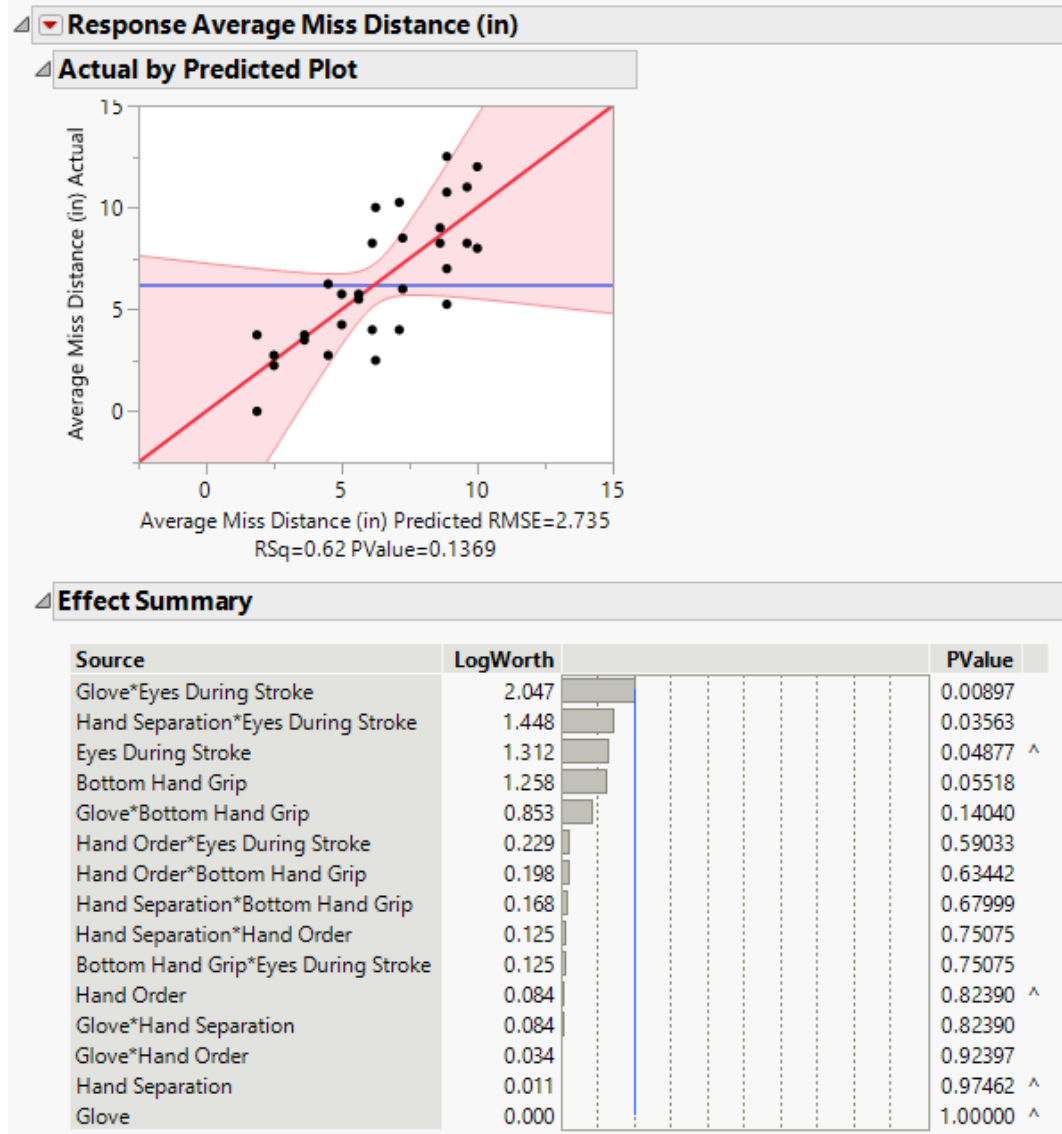 Response Average Miss Distance (in)
Actual by Predicted Plot
15
10
5
0
Average Miss Distance (in) Actual
0 5 10 15
Average Miss Distance (in) Predicted RMSE=2.735
RSq=0.62 PValue=0.1369
Effect Summary
Source LogWorth PValue
Glove*Eyes During Stroke 2.047 0.00897
Hand Separation*Eyes During Stroke 1.448 0.03563
Eyes During Stroke 1.312 0.04877 ^
Bottom Hand Grip 1.258 0.05518
Glove*Bottom Hand Grip 0.853 0.14040
Hand Order*Eyes During Stroke 0.229 0.59033
Hand Order*Bottom Hand Grip 0.198 0.63442
Hand Separation*Bottom Hand Grip 0.168 0.67999
Hand Separation*Hand Order 0.125 0.75075
Bottom Hand Grip*Eyes During Stroke 0.125 0.75075
Hand Order 0.084 0.82390 ^
Glove*Hand Separation 0.084 0.82390
Glove*Hand Order 0.034 0.92397
Hand Separation 0.011 0.97462 ^
Glove 0.000 1.00000 ^